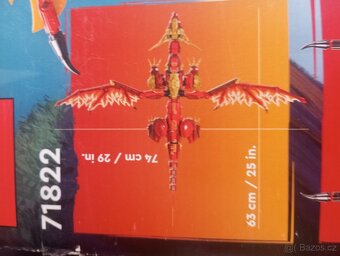 71822
74 cm / 29 in.
63 cm / 25 in.
Bazos.cz